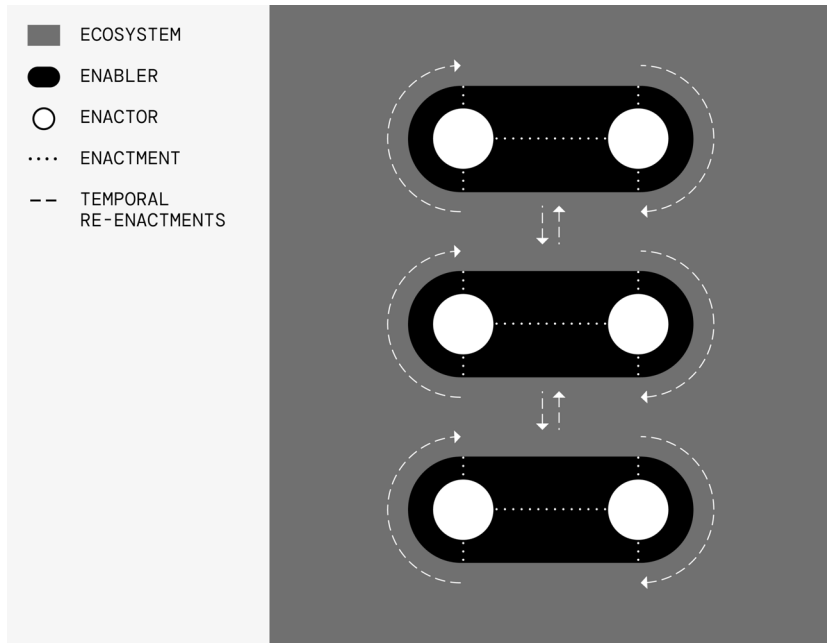 ECOSYSTEM
ENABLER
ENACTOR
ENACTMENT
TEMPORAL
RE-ENACTMENTS